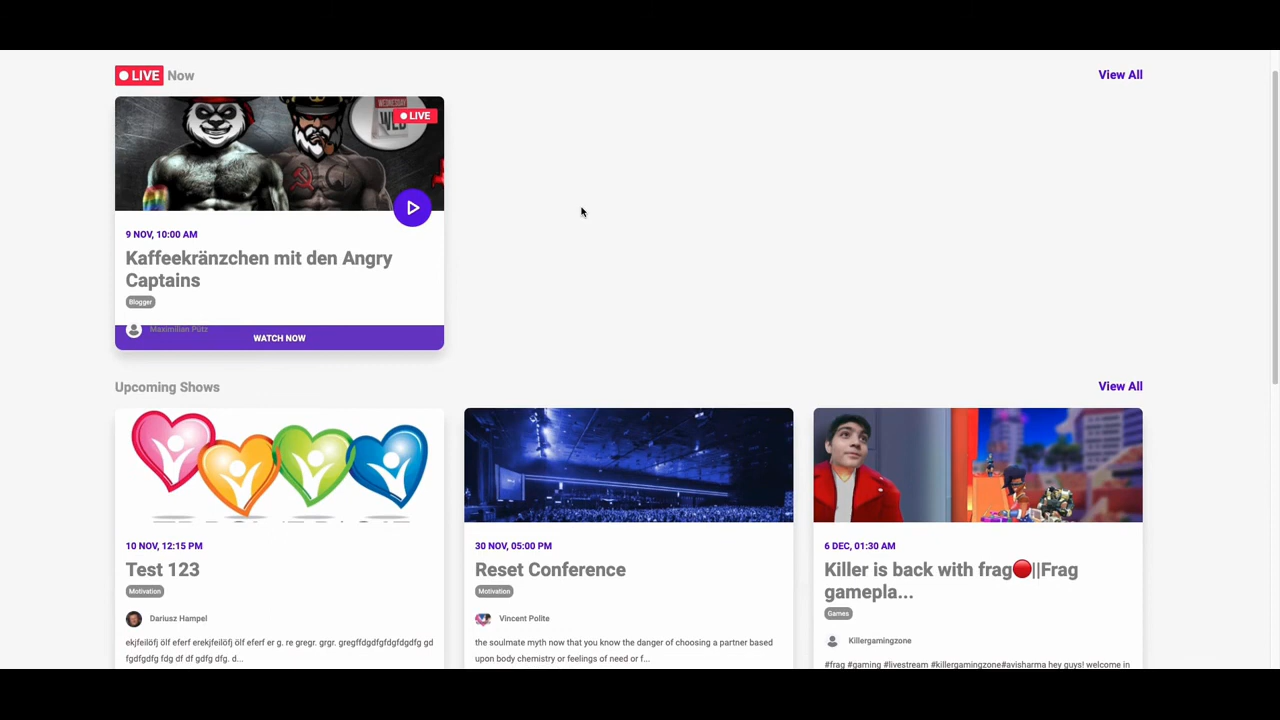 LIVE Now
View All
WEDNESDAY
LIVE
9 NOV, 10:00 AM
Kaffeekränzchen mit den Angry
Captains
Blogger
Maximilian Pütz
WATCH NOW
Upcoming Shows
View All
10 NOV, 12:15 PM
Test 123
Motivation
Dariusz Hampel
ekjfeilöfj ölf eferf erekjfeilöfj ölf eferf er g. re gregr. grgr. gregffdgdfgfdgfdgdfg gd
fgdfgdfg fdg df df gdfg dfg. d...
30 NOV, 05:00 PM
Reset Conference
Motivation
Vincent Polite
the soulmate myth now that you know the danger of choosing a partner based
upon body chemistry or feelings of need or f...
6 DEC, 01:30 AM
Killer is back with frag🔴||Frag
gamepla...
Games
Killergamingzone
#frag #gaming #livestream #killergamingzone#avisharma hey guys! welcome in